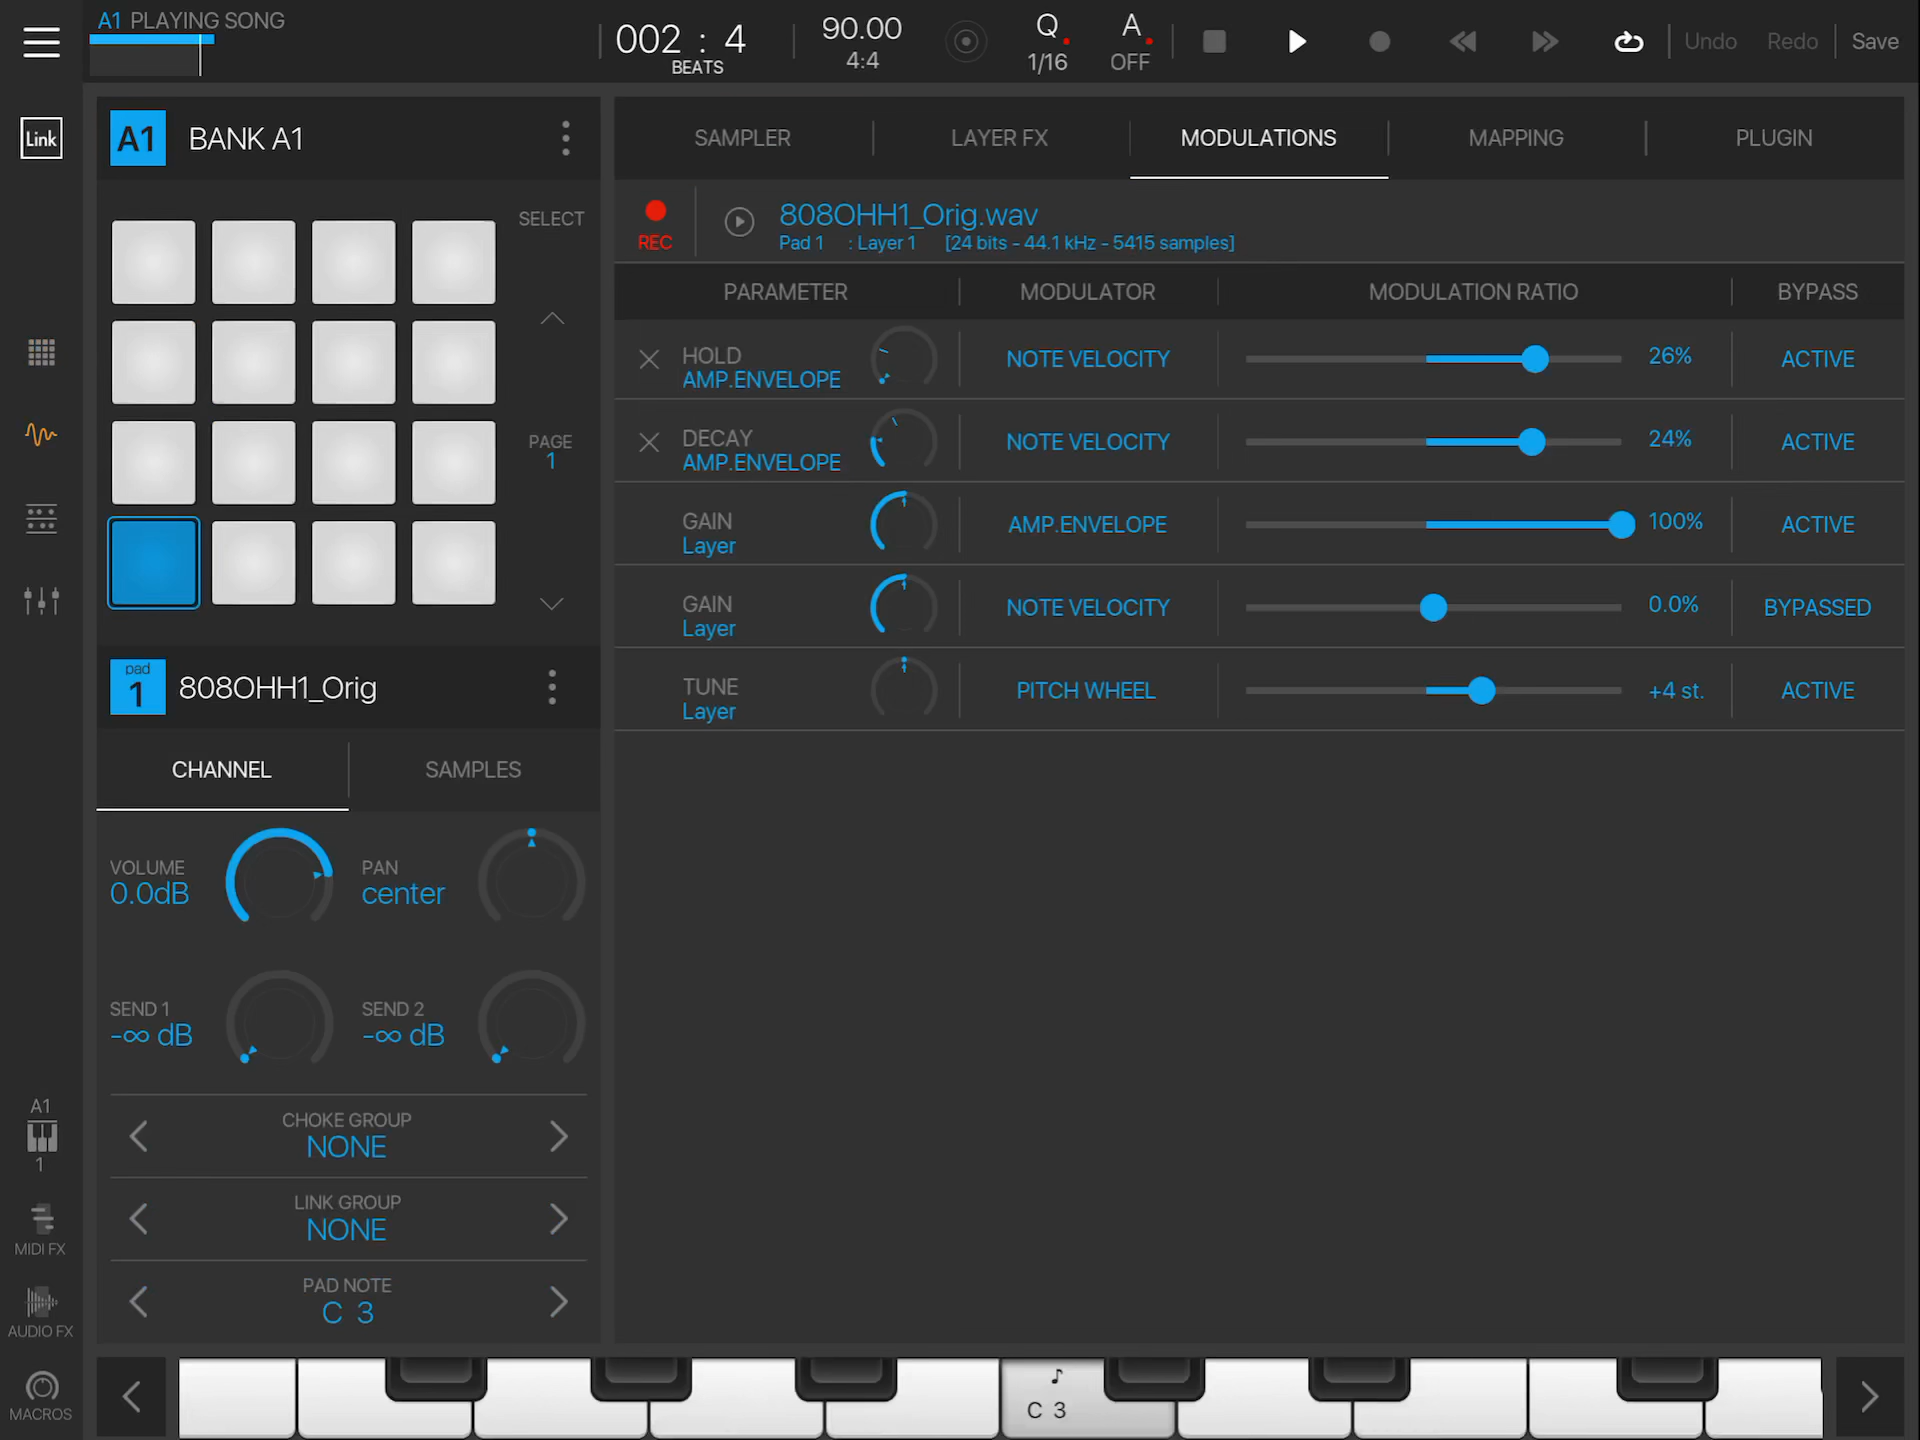 A1 PLAYING SONG
002 : 4
BEATS
90.00
4:4
Q
1/16
A
OFF
Undo
Redo
Save
Link
A1 BANK A1
SELECT
PAGE
1
pad
1
808OHH1_Orig
CHANNEL
SAMPLES
VOLUME
0.0dB
PAN
center
SEND 1
-∞ dB
SEND 2
-∞ dB
CHOKE GROUP
NONE
LINK GROUP
NONE
PAD NOTE
C 3
A1
1
MIDI FX
AUDIO FX
MACROS
SAMPLER
LAYER FX
MODULATIONS
MAPPING
PLUGIN
REC
808OHH1_Orig.wav
Pad 1 : Layer 1 [24 bits - 44.1 kHz - 5415 samples]
PARAMETER
MODULATOR
MODULATION RATIO
BYPASS
HOLD
AMP.ENVELOPE
NOTE VELOCITY
26%
ACTIVE
DECAY
AMP.ENVELOPE
NOTE VELOCITY
24%
ACTIVE
GAIN
Layer
AMP.ENVELOPE
100%
ACTIVE
GAIN
Layer
NOTE VELOCITY
0.0%
BYPASSED
TUNE
Layer
PITCH WHEEL
+4 st.
ACTIVE
C 3